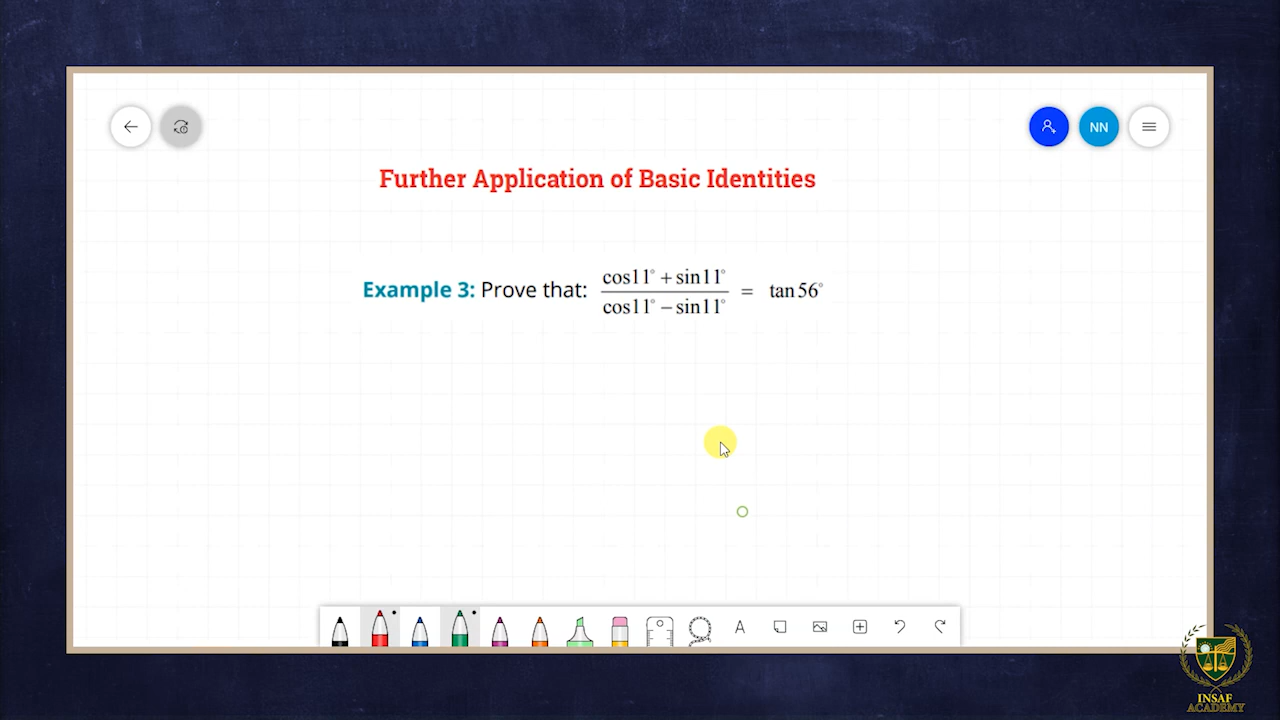 NN
Further Application of Basic Identities
Example 3: Prove that: cos11° + sin11° / cos11° − sin11° = tan56°
A
INSAF
ACADEMY